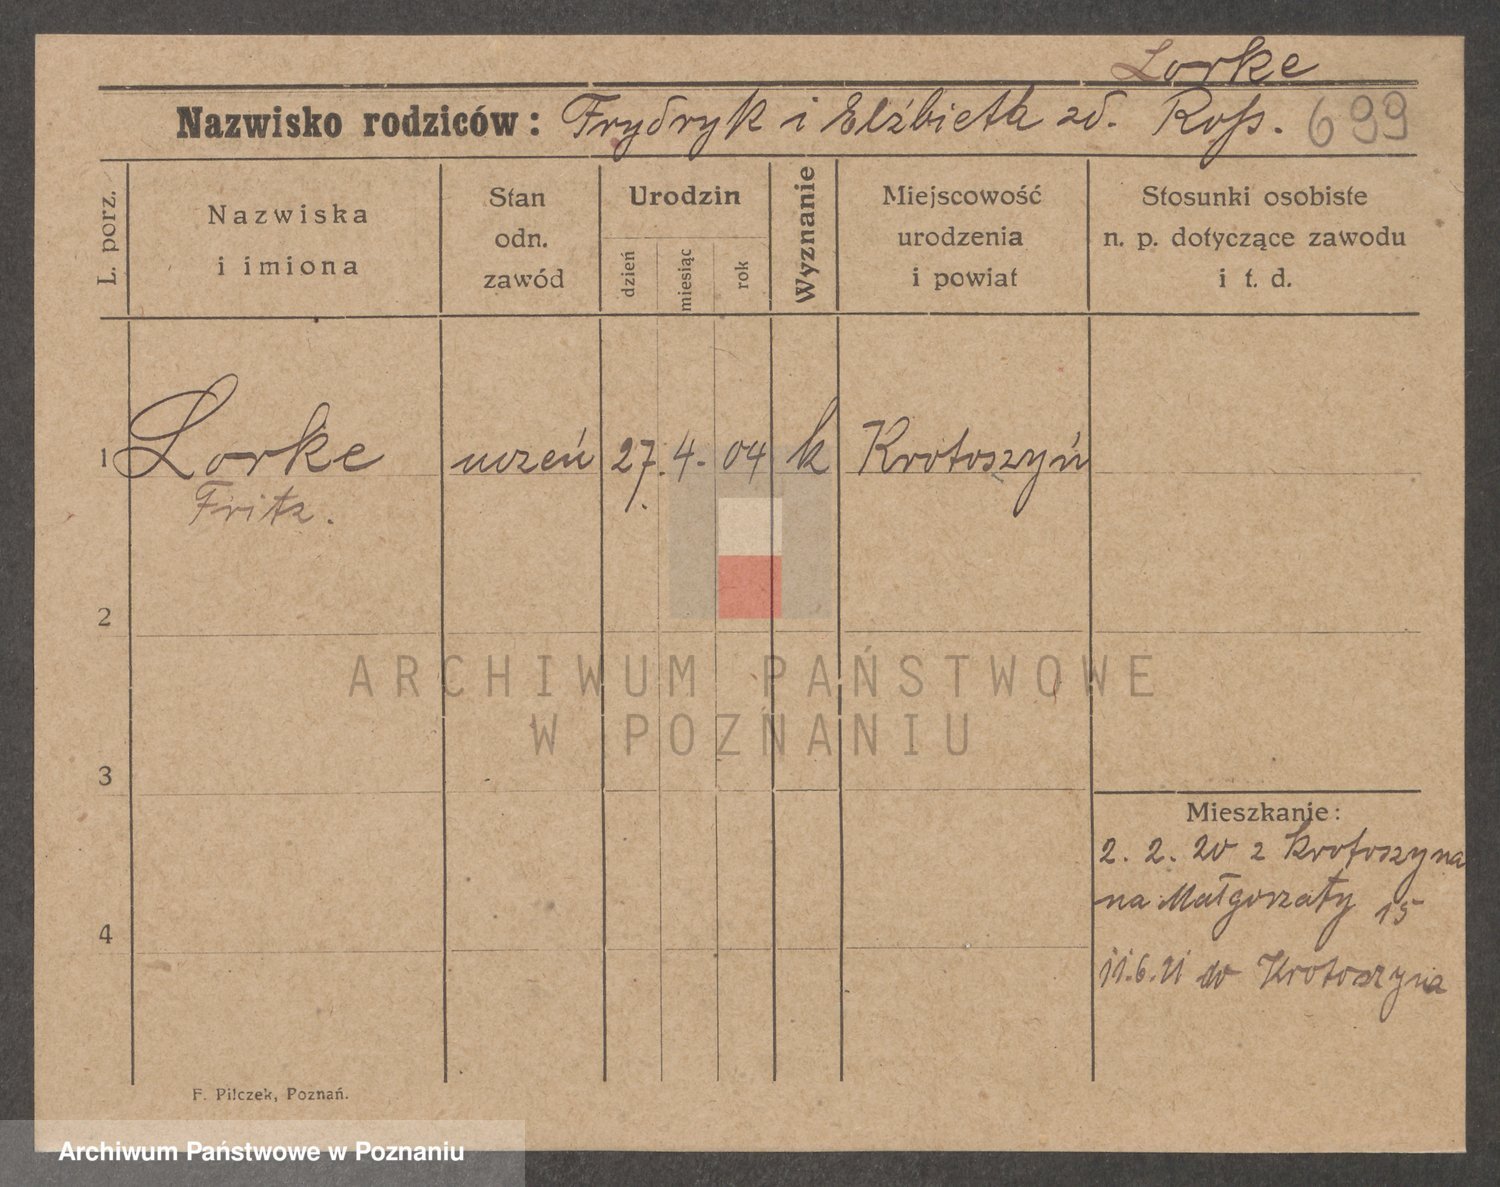 Lorke
Nazwisko rodziców: Frydryk i Elżbieta zd. Roß. 699
L. porz.
Nazwiska
i imiona
Stan
odn.
zawód
Urodzin
dzień
miesiąc
rok
Wyznanie
Miejscowość
urodzenia
i powiat
Stosunki osobiste
n. p. dotyczące zawodu
i t. d.
1 Lorke uczeń 27. 4. 04 k Krotoszyń
Fritz.
2
ARCHIWUM PAŃSTWOWE
W POZNANIU
3
Mieszkanie:
2. 2. 20 z Krotoszyna
na Małgorzaty 15
4
11.6.21 do Krotoszyna
F. Pilczek, Poznań.
Archiwum Państwowe w Poznaniu